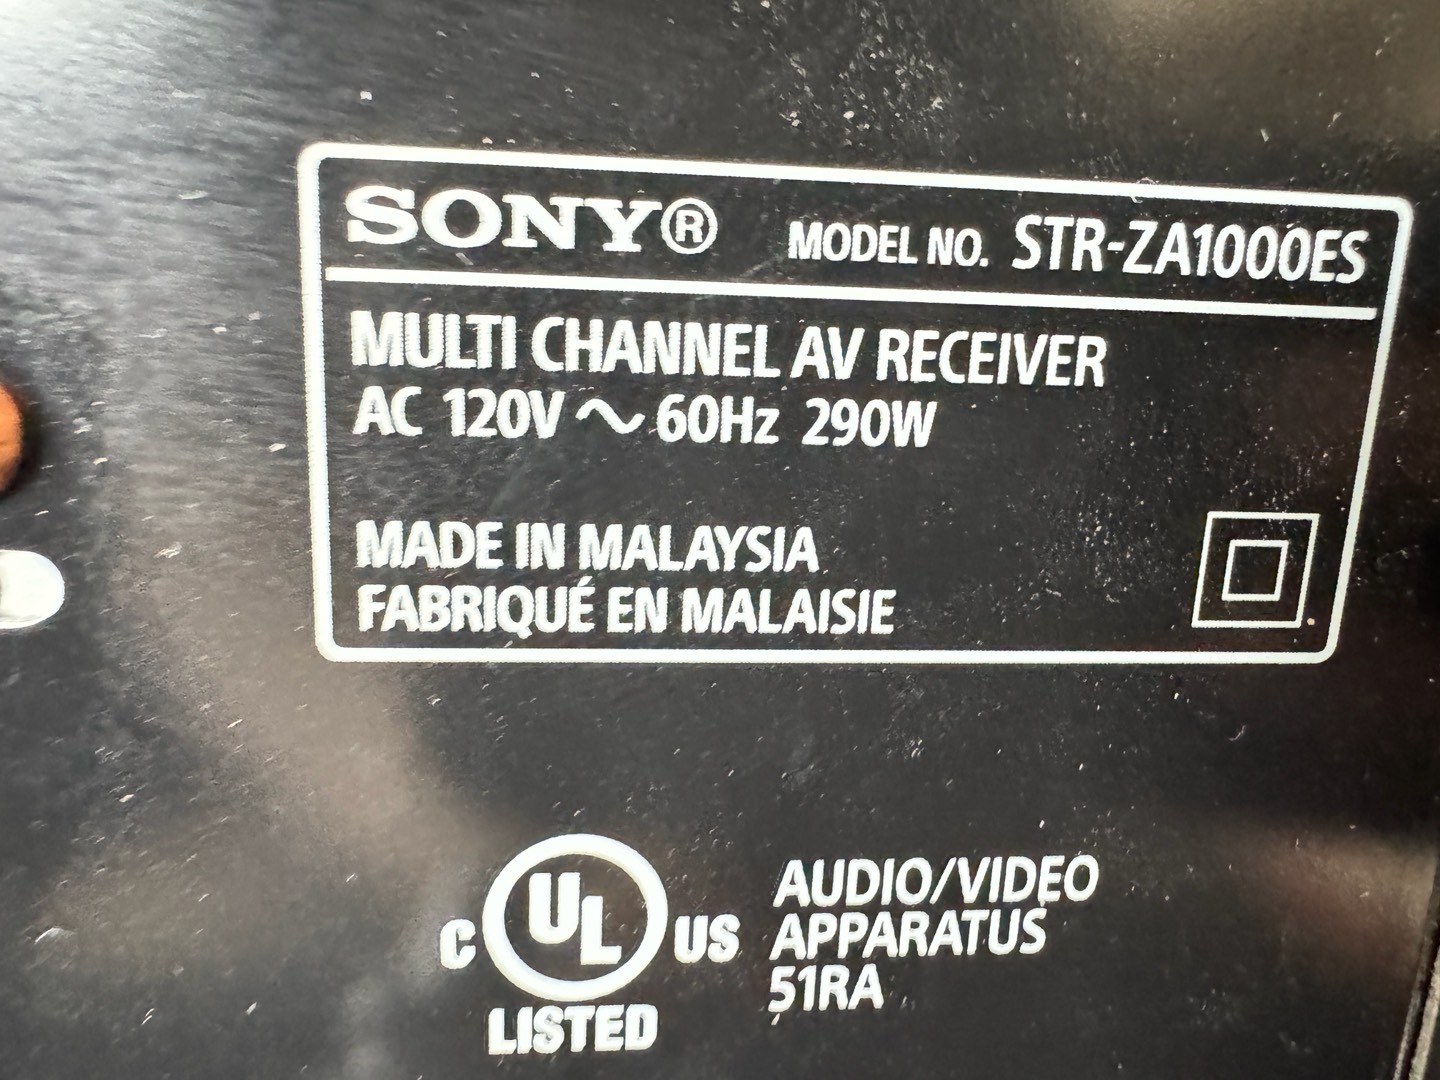 SONY® MODEL NO. STR-ZA1000ES
MULTI CHANNEL AV RECEIVER
AC 120V ~ 60Hz 290W
MADE IN MALAYSIA
FABRIQUÉ EN MALAISIE
C UL US
LISTED
AUDIO/VIDEO
APPARATUS
51RA